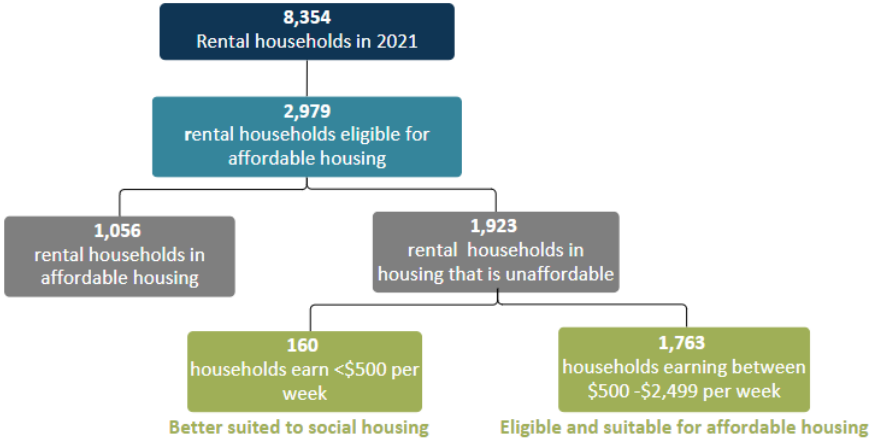 8,354
Rental households in 2021
2,979
rental households eligible for
affordable housing
1,056
rental households in
affordable housing
1,923
rental households in
housing that is unaffordable
160
households earn <$500 per
week
1,763
households earning between
$500 -$2,499 per week
Better suited to social housing
Eligible and suitable for affordable housing